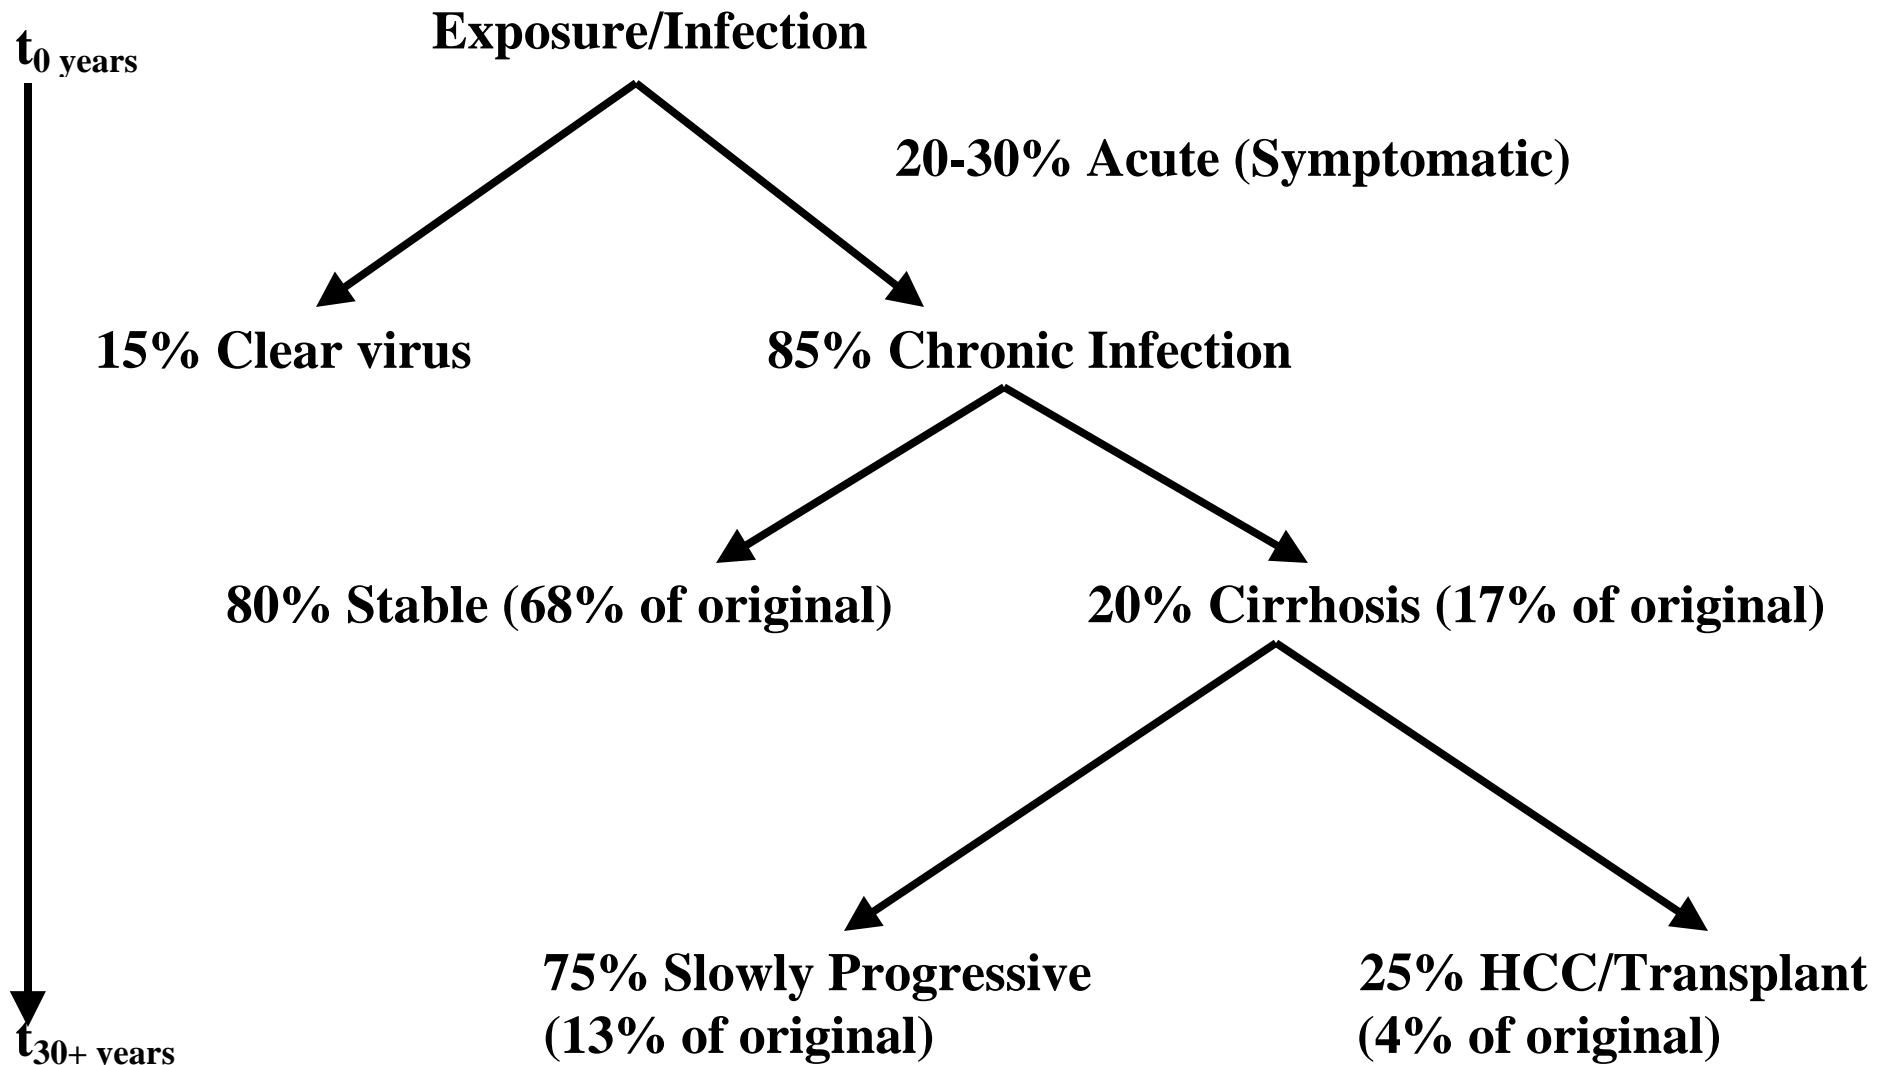 t0 years
Exposure/Infection
20-30% Acute (Symptomatic)
15% Clear virus
85% Chronic Infection
80% Stable (68% of original)
20% Cirrhosis (17% of original)
75% Slowly Progressive
(13% of original)
25% HCC/Transplant
(4% of original)
t30+ years